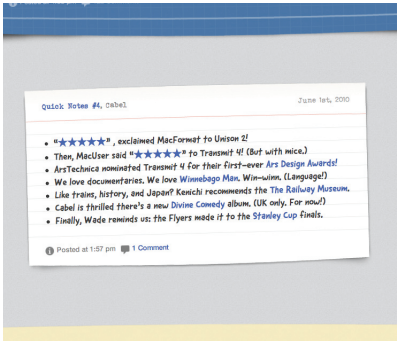 Quick Notes #4, Cabel
June 1st, 2010
• "★★★★★" , exclaimed MacFormat to Unison 2!
• Then, MacUser said "★★★★★" to Transmit 4! (But with mice.)
• ArsTechnica nominated Transmit 4 for their first-ever Ars Design Awards!
• We love documentaries. We love Winnebago Man. Win-winn. (Language!)
• Like trains, history, and Japan? Kenichi recommends the The Railway Museum.
• Cabel is thrilled there's a new Divine Comedy album. (UK only. For now!)
• Finally, Wade reminds us: the Flyers made it to the Stanley Cup finals.
Posted at 1:57 pm 1 Comment